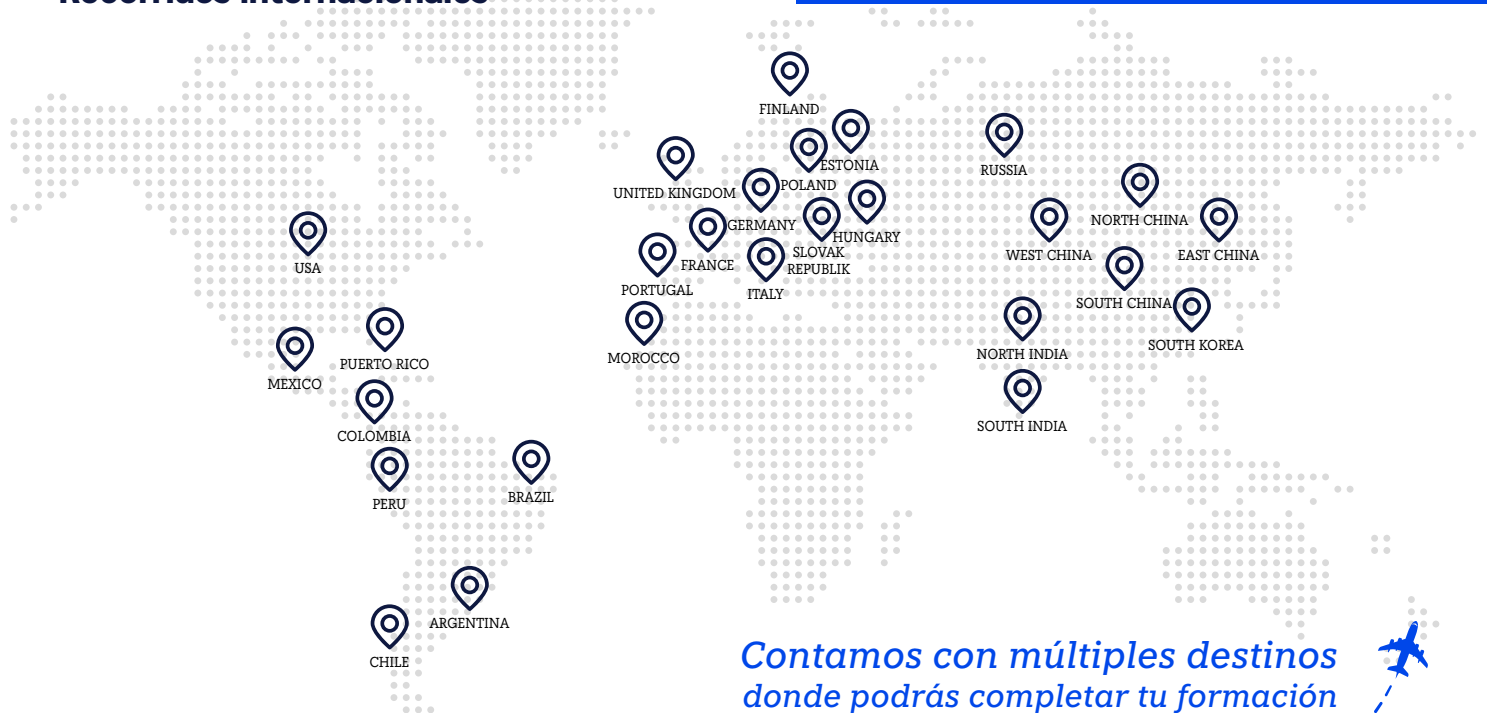 Recorridos Internacionales
FINLAND
ESTONIA
RUSSIA
UNITED KINGDOM
POLAND
NORTH CHINA
GERMANY
HUNGARY
WEST CHINA
EAST CHINA
USA
FRANCE
SLOVAK
REPUBLIK
PORTUGAL
ITALY
SOUTH CHINA
MOROCCO
NORTH INDIA
SOUTH KOREA
PUERTO RICO
MEXICO
SOUTH INDIA
COLOMBIA
PERU
BRAZIL
ARGENTINA
CHILE
Contamos con múltiples destinos
donde podrás completar tu formación